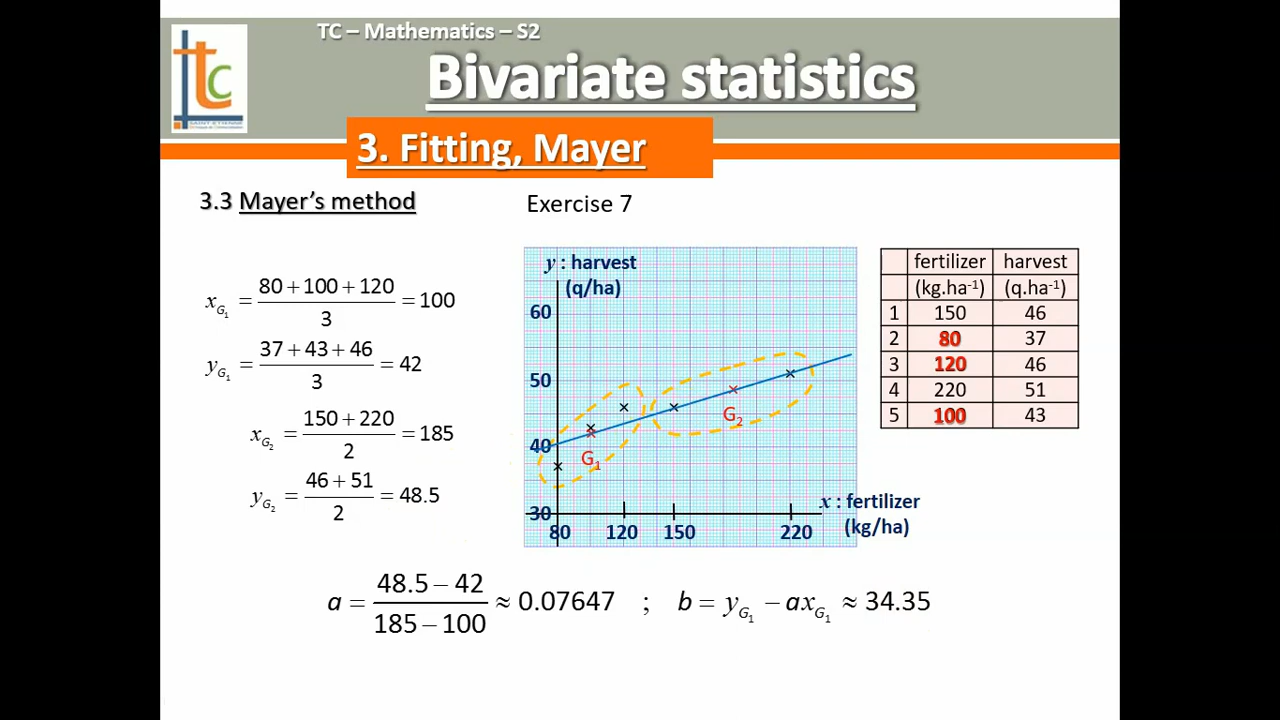 TC – Mathematics – S2
Bivariate statistics
ttc
3. Fitting, Mayer
3.3 Mayer's method
Exercise 7
x_G₁ = (80 + 100 + 120)/3 = 100
y_G₁ = (37 + 43 + 46)/3 = 42
x_G₂ = (150 + 220)/2 = 185
y_G₂ = (46 + 51)/2 = 48.5
y : harvest
(q/ha)
60
50
40
30
G₁
G₂
80 120 150 220
x : fertilizer
(kg/ha)
fertilizer harvest
(kg.ha⁻¹) (q.ha⁻¹)
1 150 46
2 80 37
3 120 46
4 220 51
5 100 43
a = (48.5 − 42)/(185 − 100) ≈ 0.07647 ; b = y_G₁ − ax_G₁ ≈ 34.35